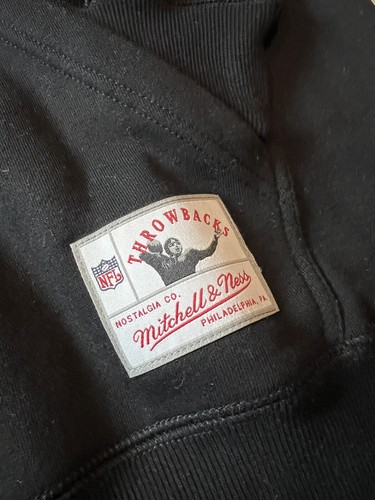 THROWBACKS
NFL
NOSTALGIA CO.
Mitchell & Ness
PHILADELPHIA, PA.